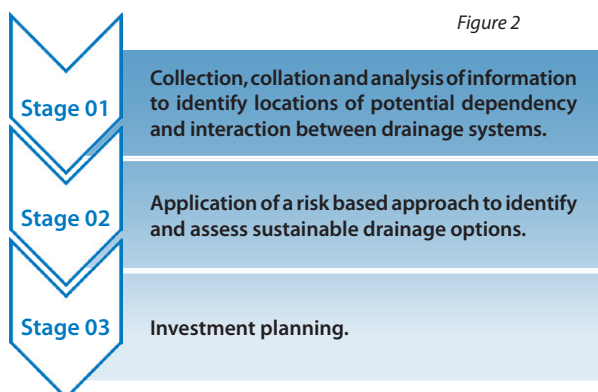 Figure 2
Stage 01
Collection, collation and analysis of information
to identify locations of potential dependency
and interaction between drainage systems.
Stage 02
Application of a risk based approach to identify
and assess sustainable drainage options.
Stage 03
Investment planning.